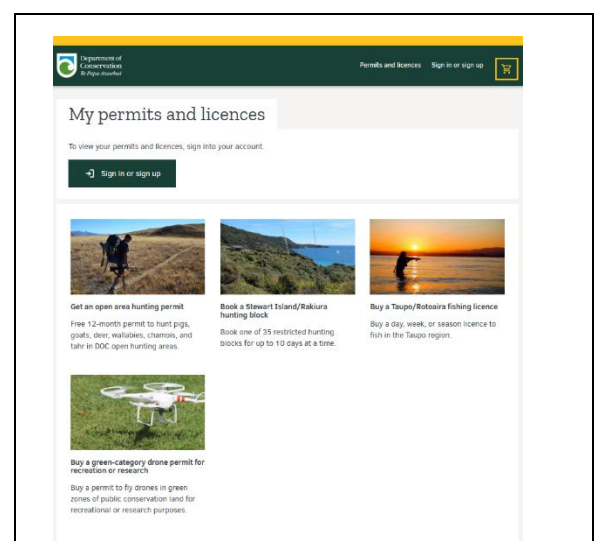 Department of
Conservation
Te Papa Atawhai
Permits and licences
Sign in or sign up
My permits and licences
To view your permits and licences, sign into your account.
Sign in or sign up
Get an open area hunting permit
Free 12-month permit to hunt pigs,
goats, deer, wallabies, chamois, and
tahr in DOC open hunting areas.
Book a Stewart Island/Rakiura
hunting block
Book one of 35 restricted hunting
blocks for up to 10 days at a time.
Buy a Taupo/Rotoaira fishing licence
Buy a day, week, or season licence to
fish in the Taupo region.
Buy a green-category drone permit for
recreation or research
Buy a permit to fly drones in green
zones of public conservation land for
recreational or research purposes.